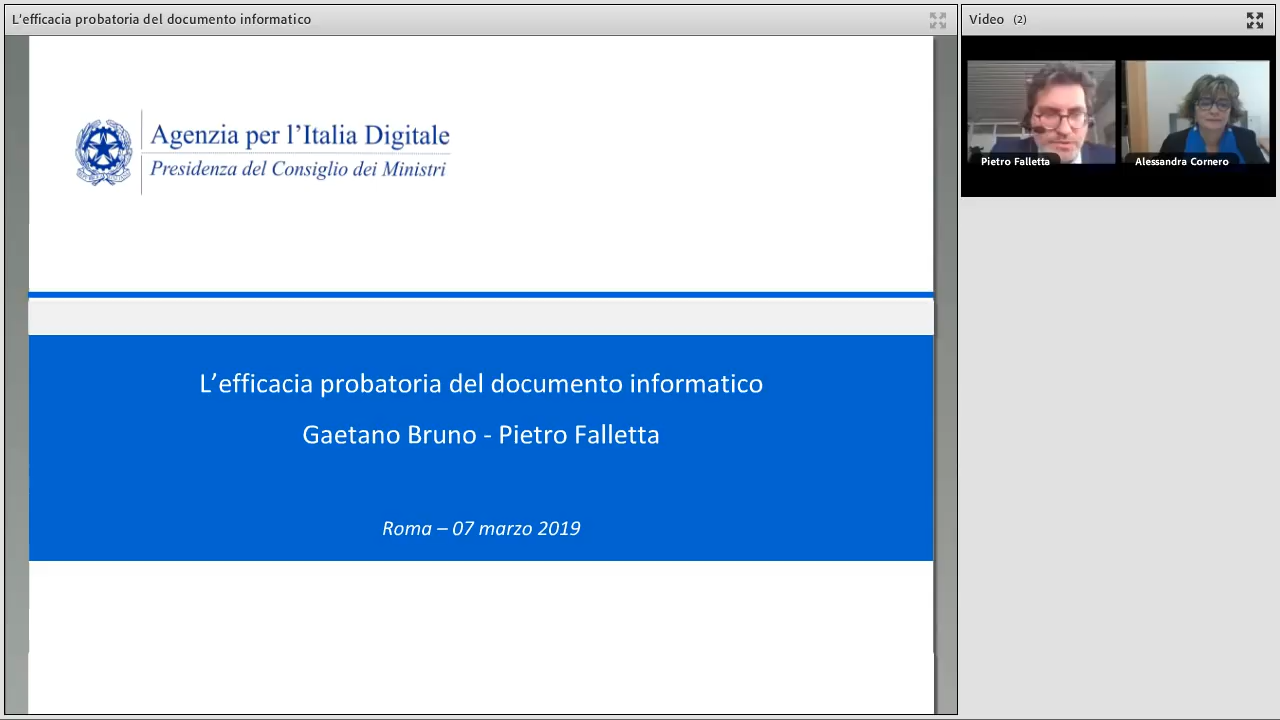 L'efficacia probatoria del documento informatico
Video (2)
Agenzia per l'Italia Digitale
Presidenza del Consiglio dei Ministri
Pietro Falletta
Alessandra Cornero
L'efficacia probatoria del documento informatico
Gaetano Bruno - Pietro Falletta
Roma – 07 marzo 2019